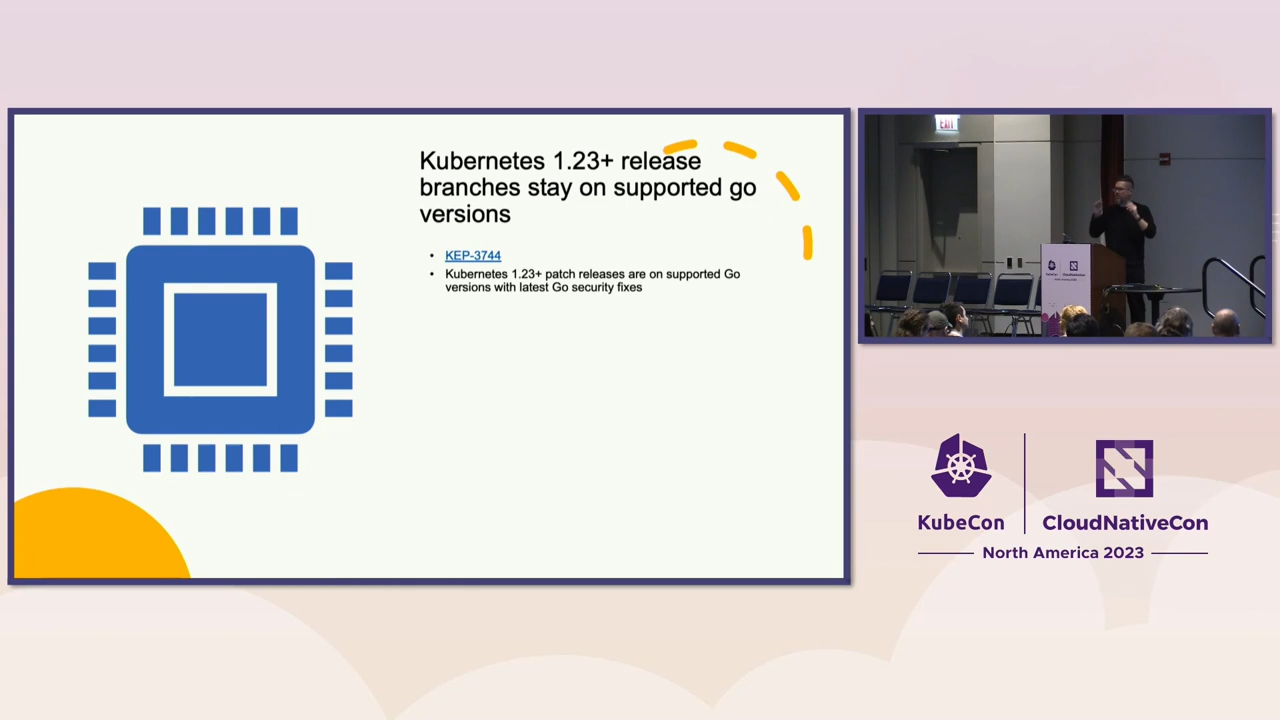 Kubernetes 1.23+ release
branches stay on supported go
versions
• KEP-3744
• Kubernetes 1.23+ patch releases are on supported Go
versions with latest Go security fixes
EXIT
KubeCon
CloudNativeCon
North America 2023